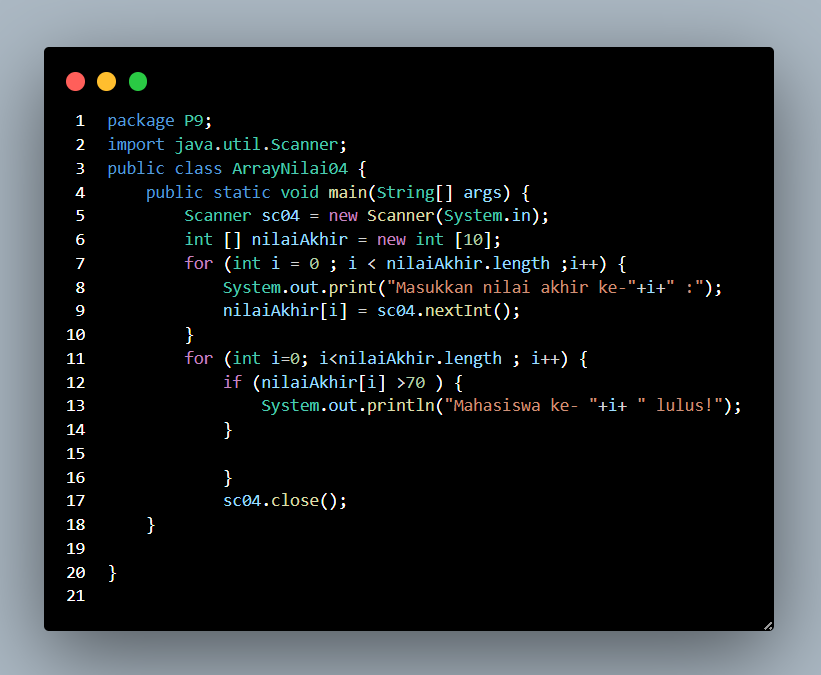 1 package P9;
2 import java.util.Scanner;
3 public class ArrayNilai04 {
4     public static void main(String[] args) {
5         Scanner sc04 = new Scanner(System.in);
6         int [] nilaiAkhir = new int [10];
7         for (int i = 0 ; i < nilaiAkhir.length ;i++) {
8             System.out.print("Masukkan nilai akhir ke-"+i+" :");
9             nilaiAkhir[i] = sc04.nextInt();
10         }
11         for (int i=0; i<nilaiAkhir.length ; i++) {
12             if (nilaiAkhir[i] >70 ) {
13                 System.out.println("Mahasiswa ke- "+i+ " lulus!");
14             }
15
16             }
17             sc04.close();
18     }
19
20 }
21